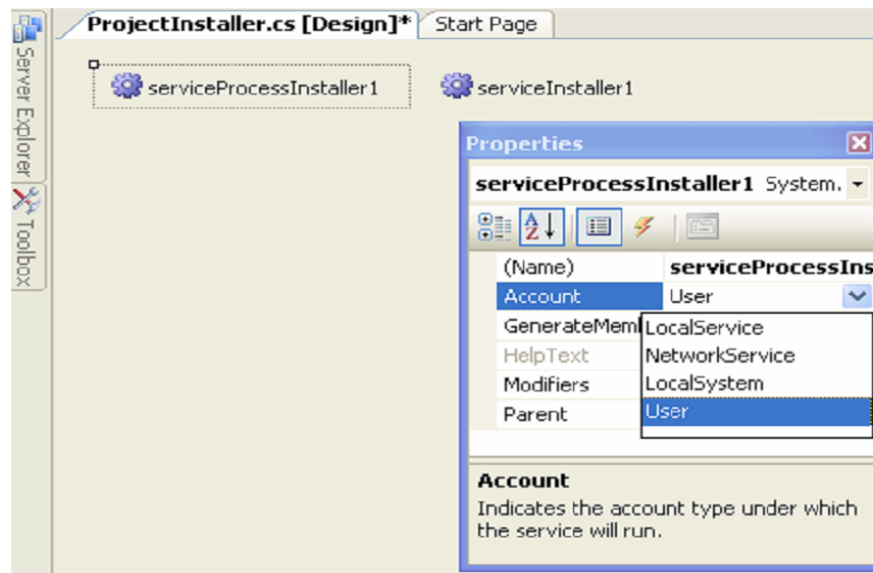 ProjectInstaller.cs [Design]* Start Page
Server Explorer
Toolbox
serviceProcessInstaller1 serviceInstaller1
Properties
serviceProcessInstaller1 System.
(Name) serviceProcessIns
Account User
GenerateMem LocalService
HelpText NetworkService
Modifiers LocalSystem
Parent User
Account
Indicates the account type under which
the service will run.